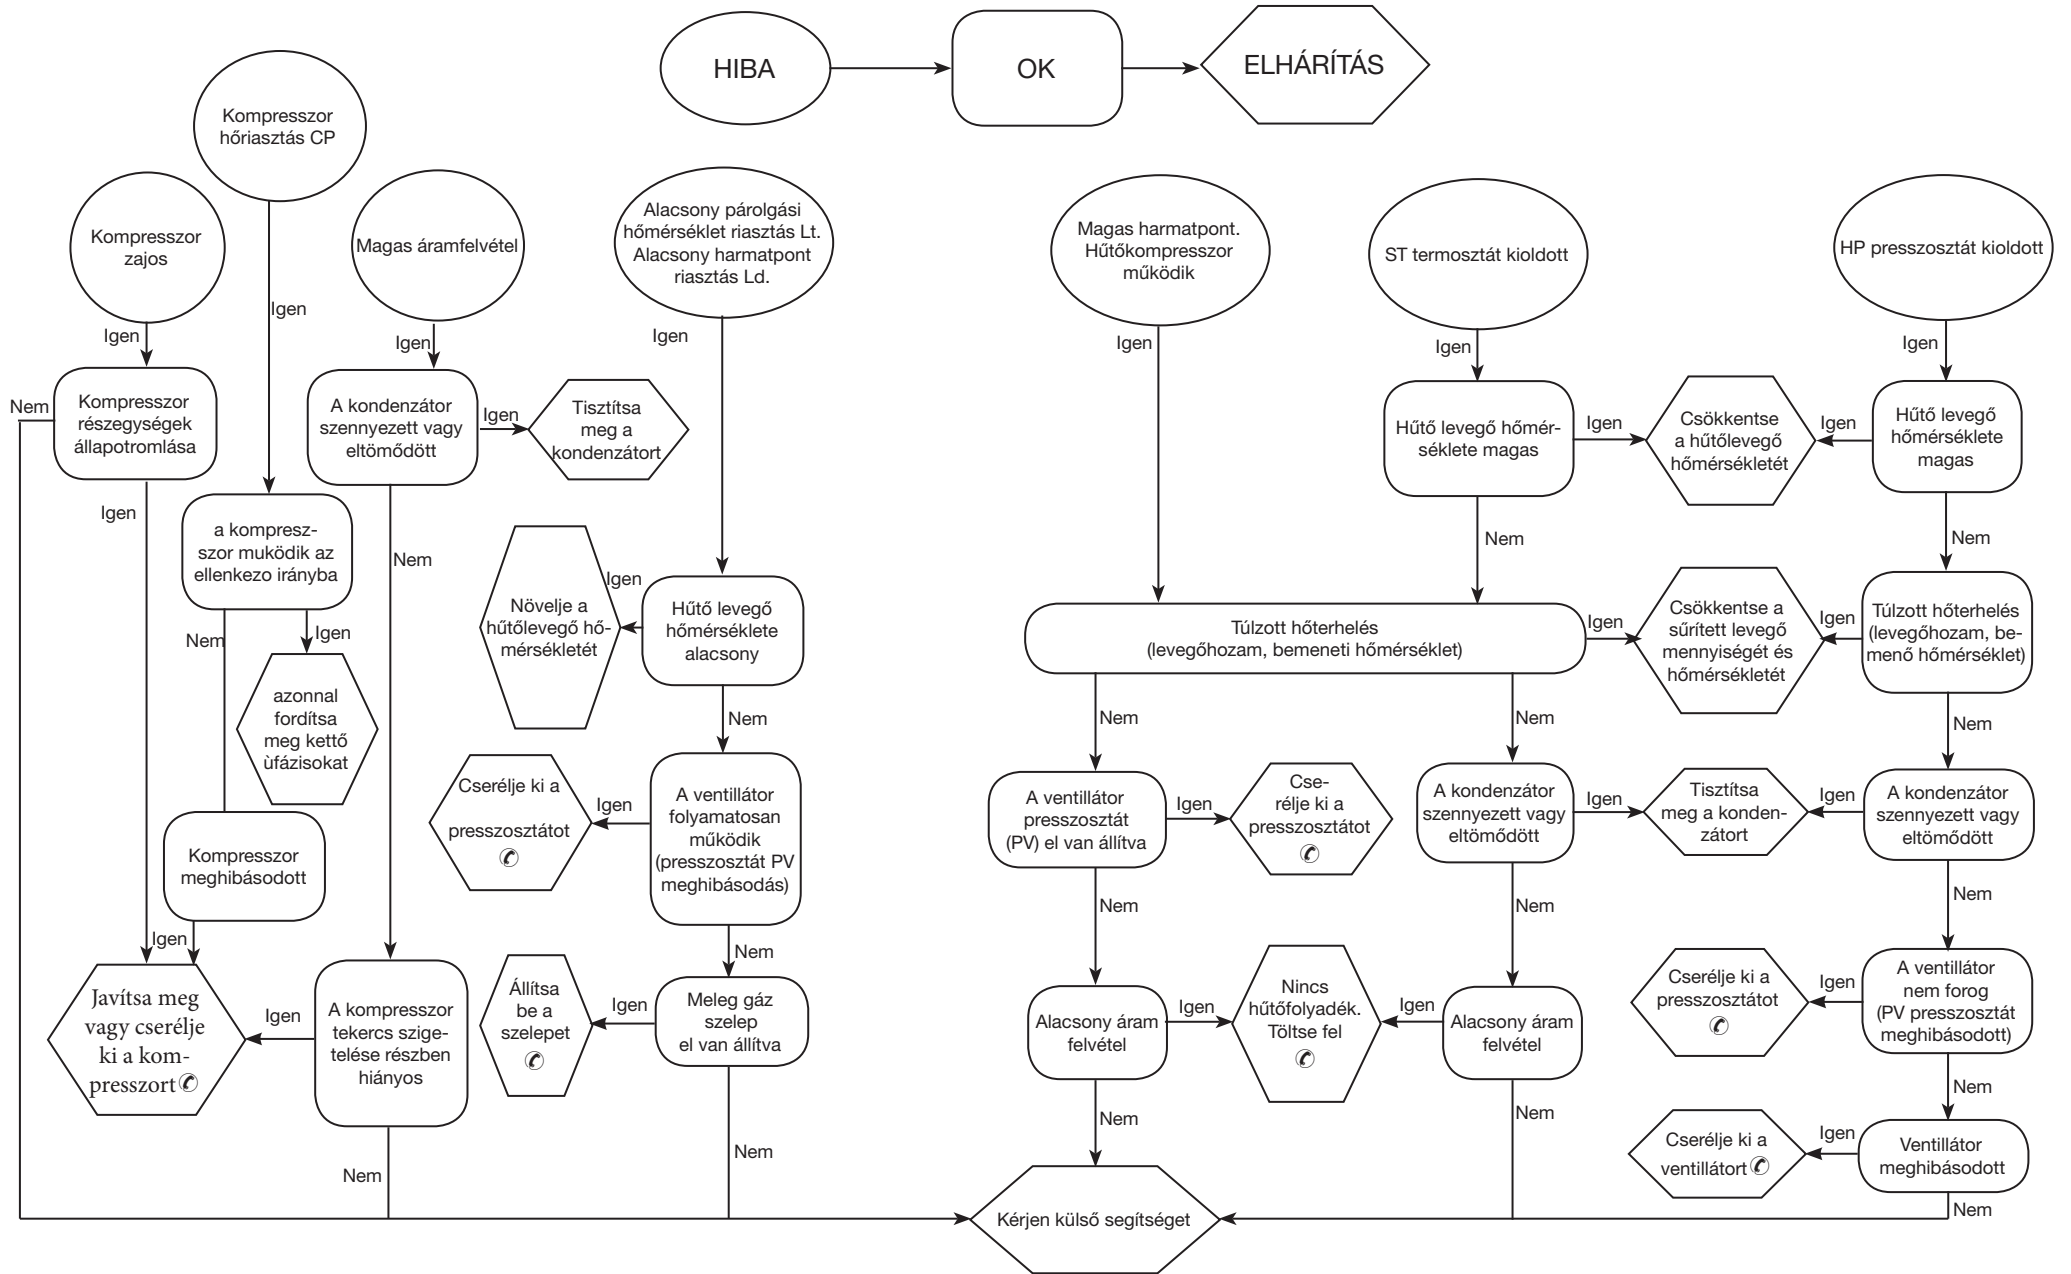 HIBA
OK
ELHÁRÍTÁS
Kompresszor
hőriasztás CP
Kompresszor
zajos
Magas áramfelvétel
Alacsony párolgási
hőmérséklet riasztás Lt.
Alacsony harmatpont
riasztás Ld.
Magas harmatpont.
Hűtőkompresszor
működik
ST termosztát kioldott
HP presszosztát kioldott
Igen
Igen
Igen
Igen
Igen
Igen
Igen
Nem
Kompresszor
részegységek
állapotromlása
A kondenzátor
szennyezett vagy
eltömődött
Igen
Tisztítsa
meg a
kondenzátort
Hűtő levegő hőmér-
séklete magas
Igen
Csökkentse
a hűtőlevegő
hőmérsékletét
Igen
Hűtő levegő
hőmérséklete
magas
Igen
a kompresz-
szor muködik az
ellenkezo irányba
Nem
Nem
Nem
Igen
Növelje a
hűtőlevegő hő-
mérsékletét
Igen
Hűtő levegő
hőmérséklete
alacsony
Nem
Túlzott hőterhelés
(levegőhozam, bemeneti hőmérséklet)
Igen
Csökkentse a
sűrített levegő
mennyiségét és
hőmérsékletét
Igen
Túlzott hőterhelés
(levegőhozam, be-
menő hőmérséklet)
azonnal
fordítsa
meg kettő
ùfázisokat
Nem
Nem
Nem
Nem
Cserélje ki a
presszosztátot
Igen
A ventillátor
folyamatosan
működik
(presszosztát PV
meghibásodás)
A ventillátor
presszosztát
(PV) el van állítva
Igen
Cse-
rélje ki a
presszosztátot
A kondenzátor
szennyezett vagy
eltömődött
Igen
Tisztítsa
meg a konden-
zátort
Igen
A kondenzátor
szennyezett vagy
eltömődött
Kompresszor
meghibásodott
Igen
Nem
Nem
Nem
Nem
Javítsa meg
vagy cserélje
ki a kom-
presszort
Igen
A kompresszor
tekercs szige-
telése részben
hiányos
Állítsa
be a
szelepet
Igen
Meleg gáz
szelep
el van állítva
Alacsony áram
felvétel
Igen
Nincs
hűtőfolyadék.
Töltse fel
Igen
Alacsony áram
felvétel
Cserélje ki a
presszosztátot
Igen
A ventillátor
nem forog
(PV presszosztát
meghibásodott)
Nem
Nem
Nem
Nem
Nem
Cserélje ki a
ventillátort
Igen
Ventillátor
meghibásodott
Nem
Kérjen külső segítséget